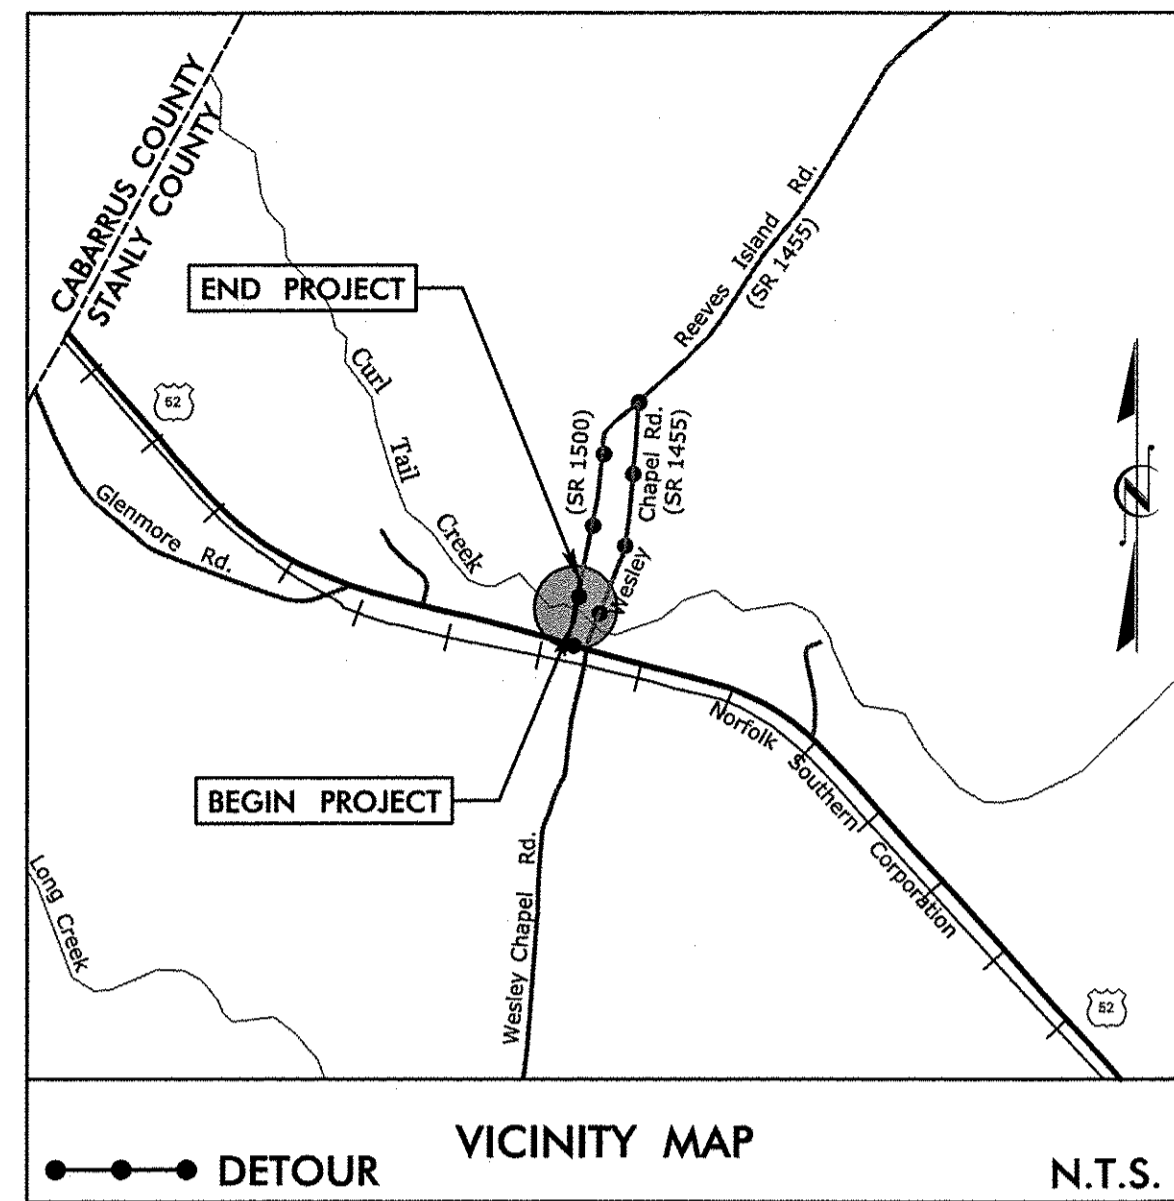 CABARRUS COUNTY
STANLY COUNTY
END PROJECT
Reeves Island Rd.
(SR 1455)
52
Curl Tail Creek
(SR 1500)
Wesley Chapel Rd.
(SR 1455)
Glenmore Rd.
N
BEGIN PROJECT
Norfolk Southern Corporation
Long Creek
Wesley Chapel Rd.
52
VICINITY MAP
DETOUR
N.T.S.